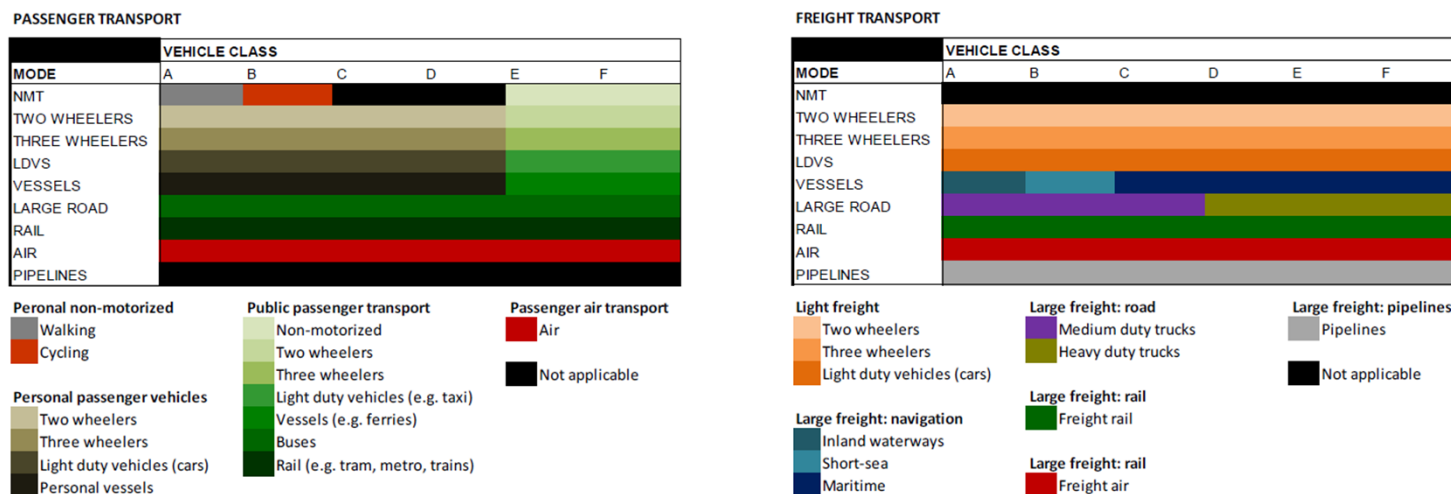 PASSENGER TRANSPORT
VEHICLE CLASS
MODE A B C D E F
NMT
TWO WHEELERS
THREE WHEELERS
LDVS
VESSELS
LARGE ROAD
RAIL
AIR
PIPELINES
Peronal non-motorized
Walking
Cycling
Personal passenger vehicles
Two wheelers
Three wheelers
Light duty vehicles (cars)
Personal vessels
Public passenger transport
Non-motorized
Two wheelers
Three wheelers
Light duty vehicles (e.g. taxi)
Vessels (e.g. ferries)
Buses
Rail (e.g. tram, metro, trains)
Passenger air transport
Air
Not applicable
FREIGHT TRANSPORT
VEHICLE CLASS
MODE A B C D E F
NMT
TWO WHEELERS
THREE WHEELERS
LDVS
VESSELS
LARGE ROAD
RAIL
AIR
PIPELINES
Light freight
Two wheelers
Three wheelers
Light duty vehicles (cars)
Large freight: navigation
Inland waterways
Short-sea
Maritime
Large freight: road
Medium duty trucks
Heavy duty trucks
Large freight: rail
Freight rail
Large freight: rail
Freight air
Large freight: pipelines
Pipelines
Not applicable